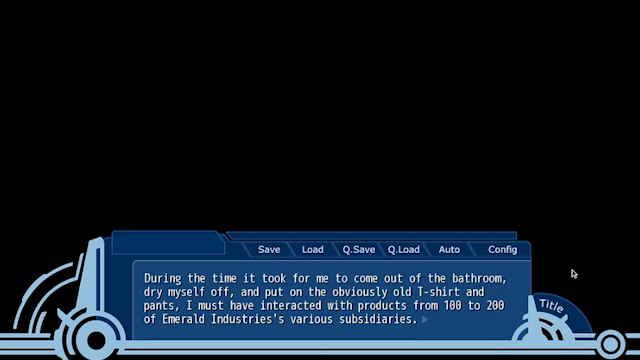 Save Load Q.Save Q.Load Auto Config
During the time it took for me to come out of the bathroom,
dry myself off, and put on the obviously old T-shirt and
pants, I must have interacted with products from 100 to 200
of Emerald Industries's various subsidiaries.
Title